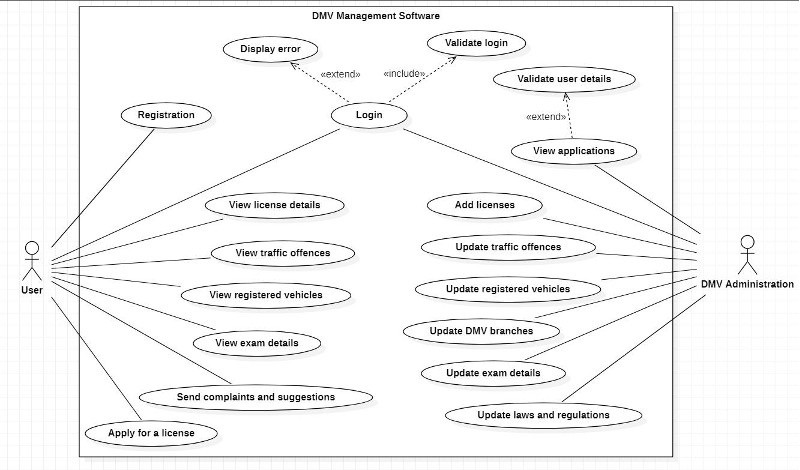 DMV Management Software
Display error
Validate login
«extend»
«include»
Validate user details
Registration
Login
«extend»
View applications
View license details
Add licenses
View traffic offences
Update traffic offences
User
DMV Administration
View registered vehicles
Update registered vehicles
Update DMV branches
View exam details
Update exam details
Send complaints and suggestions
Update laws and regulations
Apply for a license